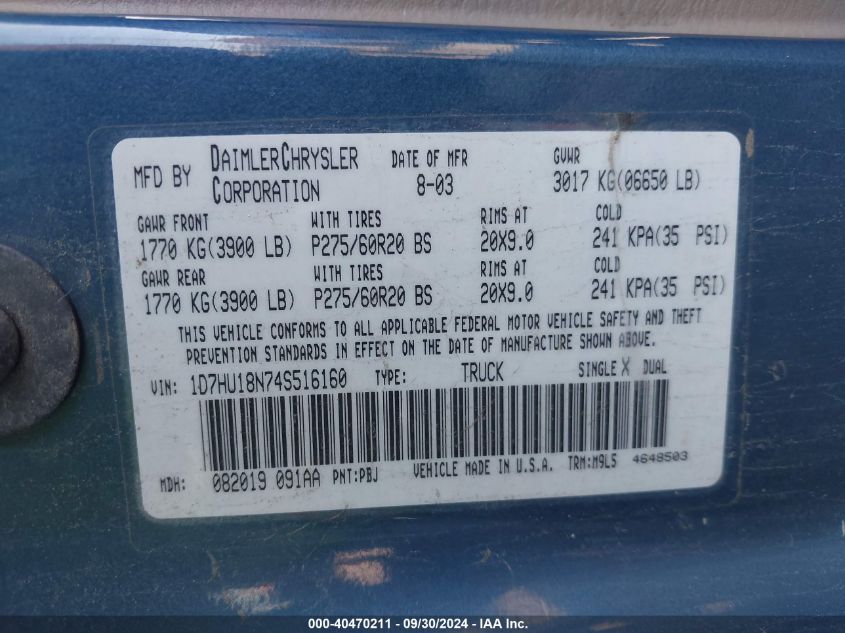 MFD BY DAIMLERCHRYSLER CORPORATION DATE OF MFR 8-03 GVWR 3017 KG(06650 LB)
GAWR FRONT WITH TIRES RIMS AT COLD
1770 KG(3900 LB) P275/60R20 BS 20X9.0 241 KPA(35 PSI)
GAWR REAR WITH TIRES RIMS AT COLD
1770 KG(3900 LB) P275/60R20 BS 20X9.0 241 KPA(35 PSI)
THIS VEHICLE CONFORMS TO ALL APPLICABLE FEDERAL MOTOR VEHICLE SAFETY AND THEFT
PREVENTION STANDARDS IN EFFECT ON THE DATE OF MANUFACTURE SHOWN ABOVE.
VIN: 1D7HU18N74S516160 TYPE: TRUCK SINGLE X DUAL
MDH: 082019 091AA PNT:PBJ VEHICLE MADE IN U.S.A. TRM:M9L5 4648503
000-40470211 - 09/30/2024 - IAA Inc.